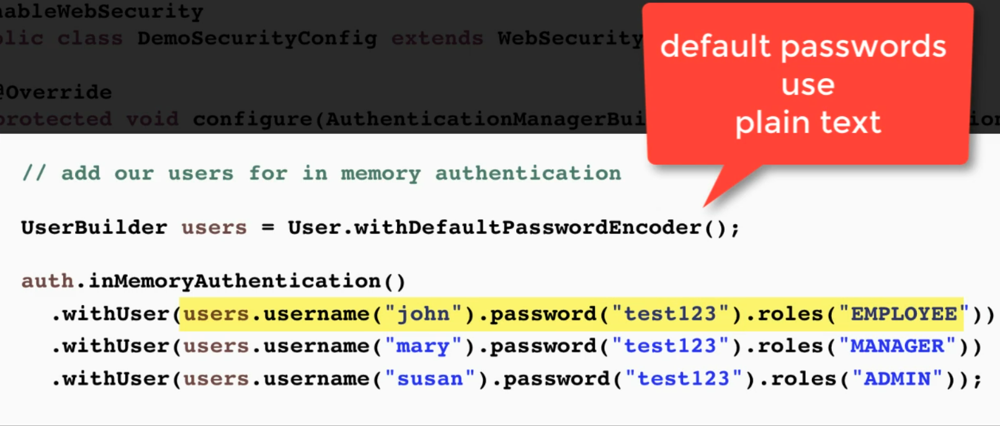 nableWebSecurity
lic class DemoSecurityConfig extends WebSecurity
@Override
protected void configure(AuthenticationManagerBui
default passwords
use
plain text
// add our users for in memory authentication
UserBuilder users = User.withDefaultPasswordEncoder();
auth.inMemoryAuthentication()
.withUser(users.username("john").password("test123").roles("EMPLOYEE"))
.withUser(users.username("mary").password("test123").roles("MANAGER"))
.withUser(users.username("susan").password("test123").roles("ADMIN"));